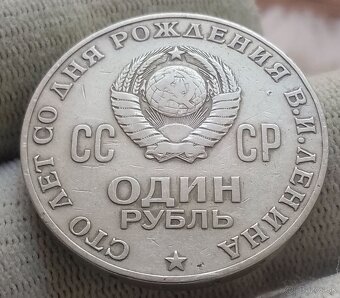 СТО ЛЕТ СО ДНЯ РОЖДЕНИЯ В.И.ЛЕНИНА
СС СР
ОДИН
РУБЛЬ